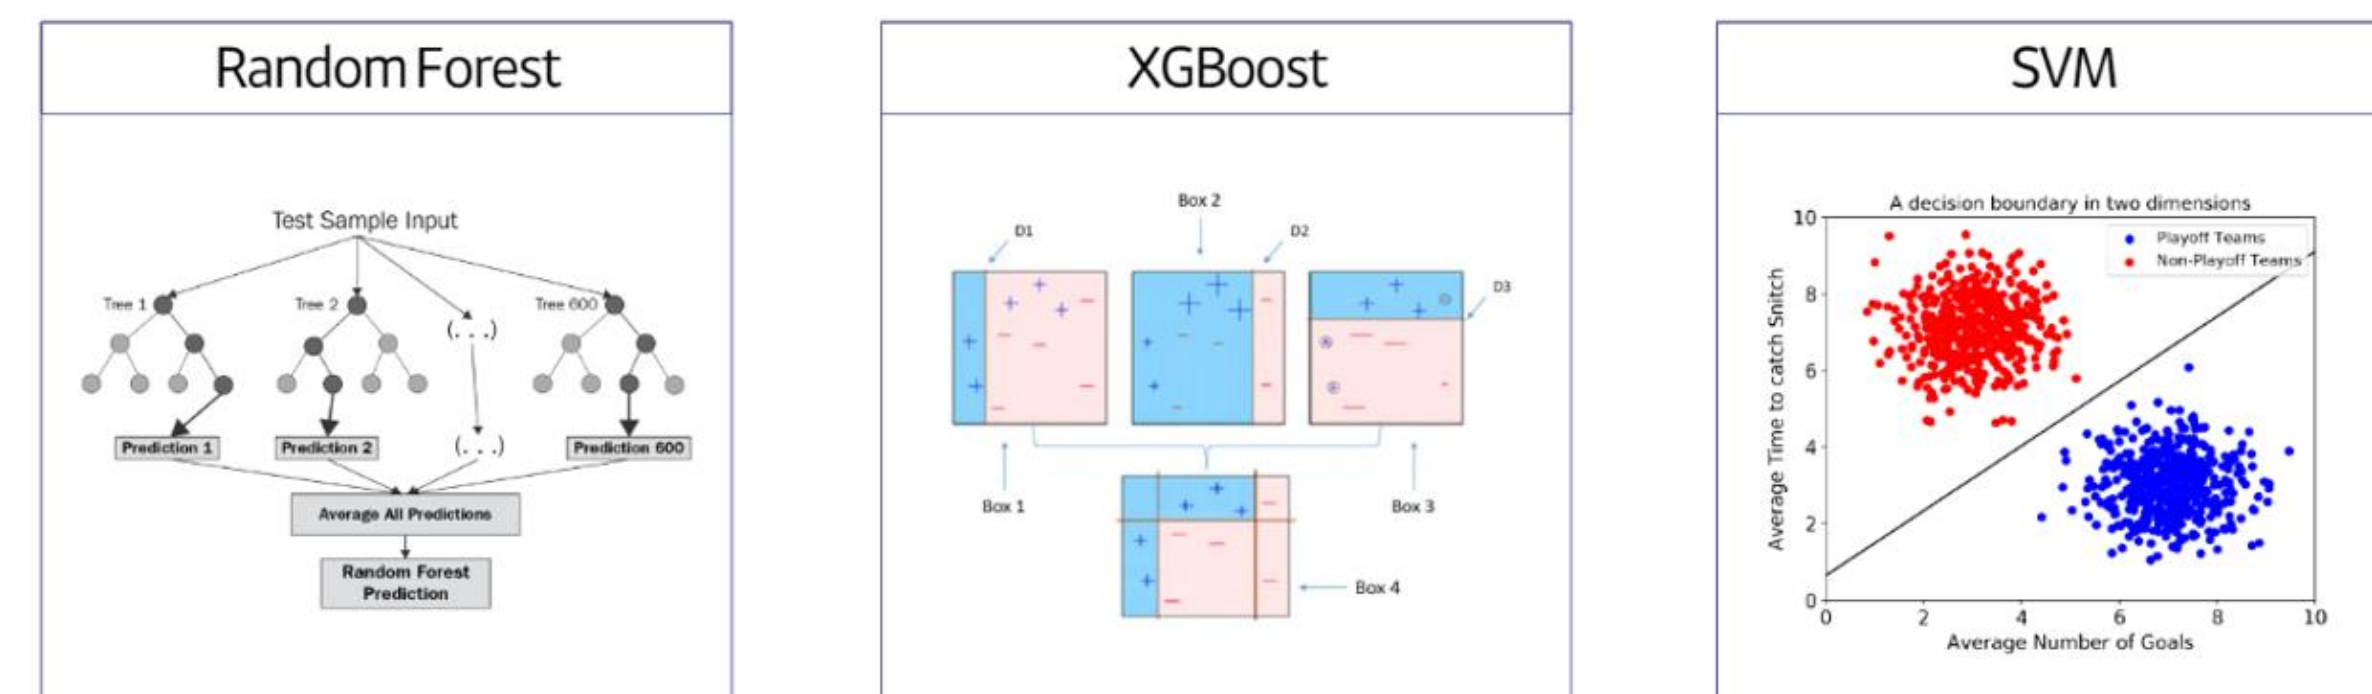 Random Forest
Test Sample Input
Tree 1
Tree 2
Tree 600
(...)
Prediction 1
Prediction 2
(...)
Prediction 600
Average All Predictions
Random Forest
Prediction
XGBoost
Box 2
D1
D2
D3
Box 1
Box 3
Box 4
SVM
A decision boundary in two dimensions
Playoff Teams
Non-Playoff Teams
Average Time to catch Snitch
10
8
6
4
2
0
0 2 4 6 8 10
Average Number of Goals